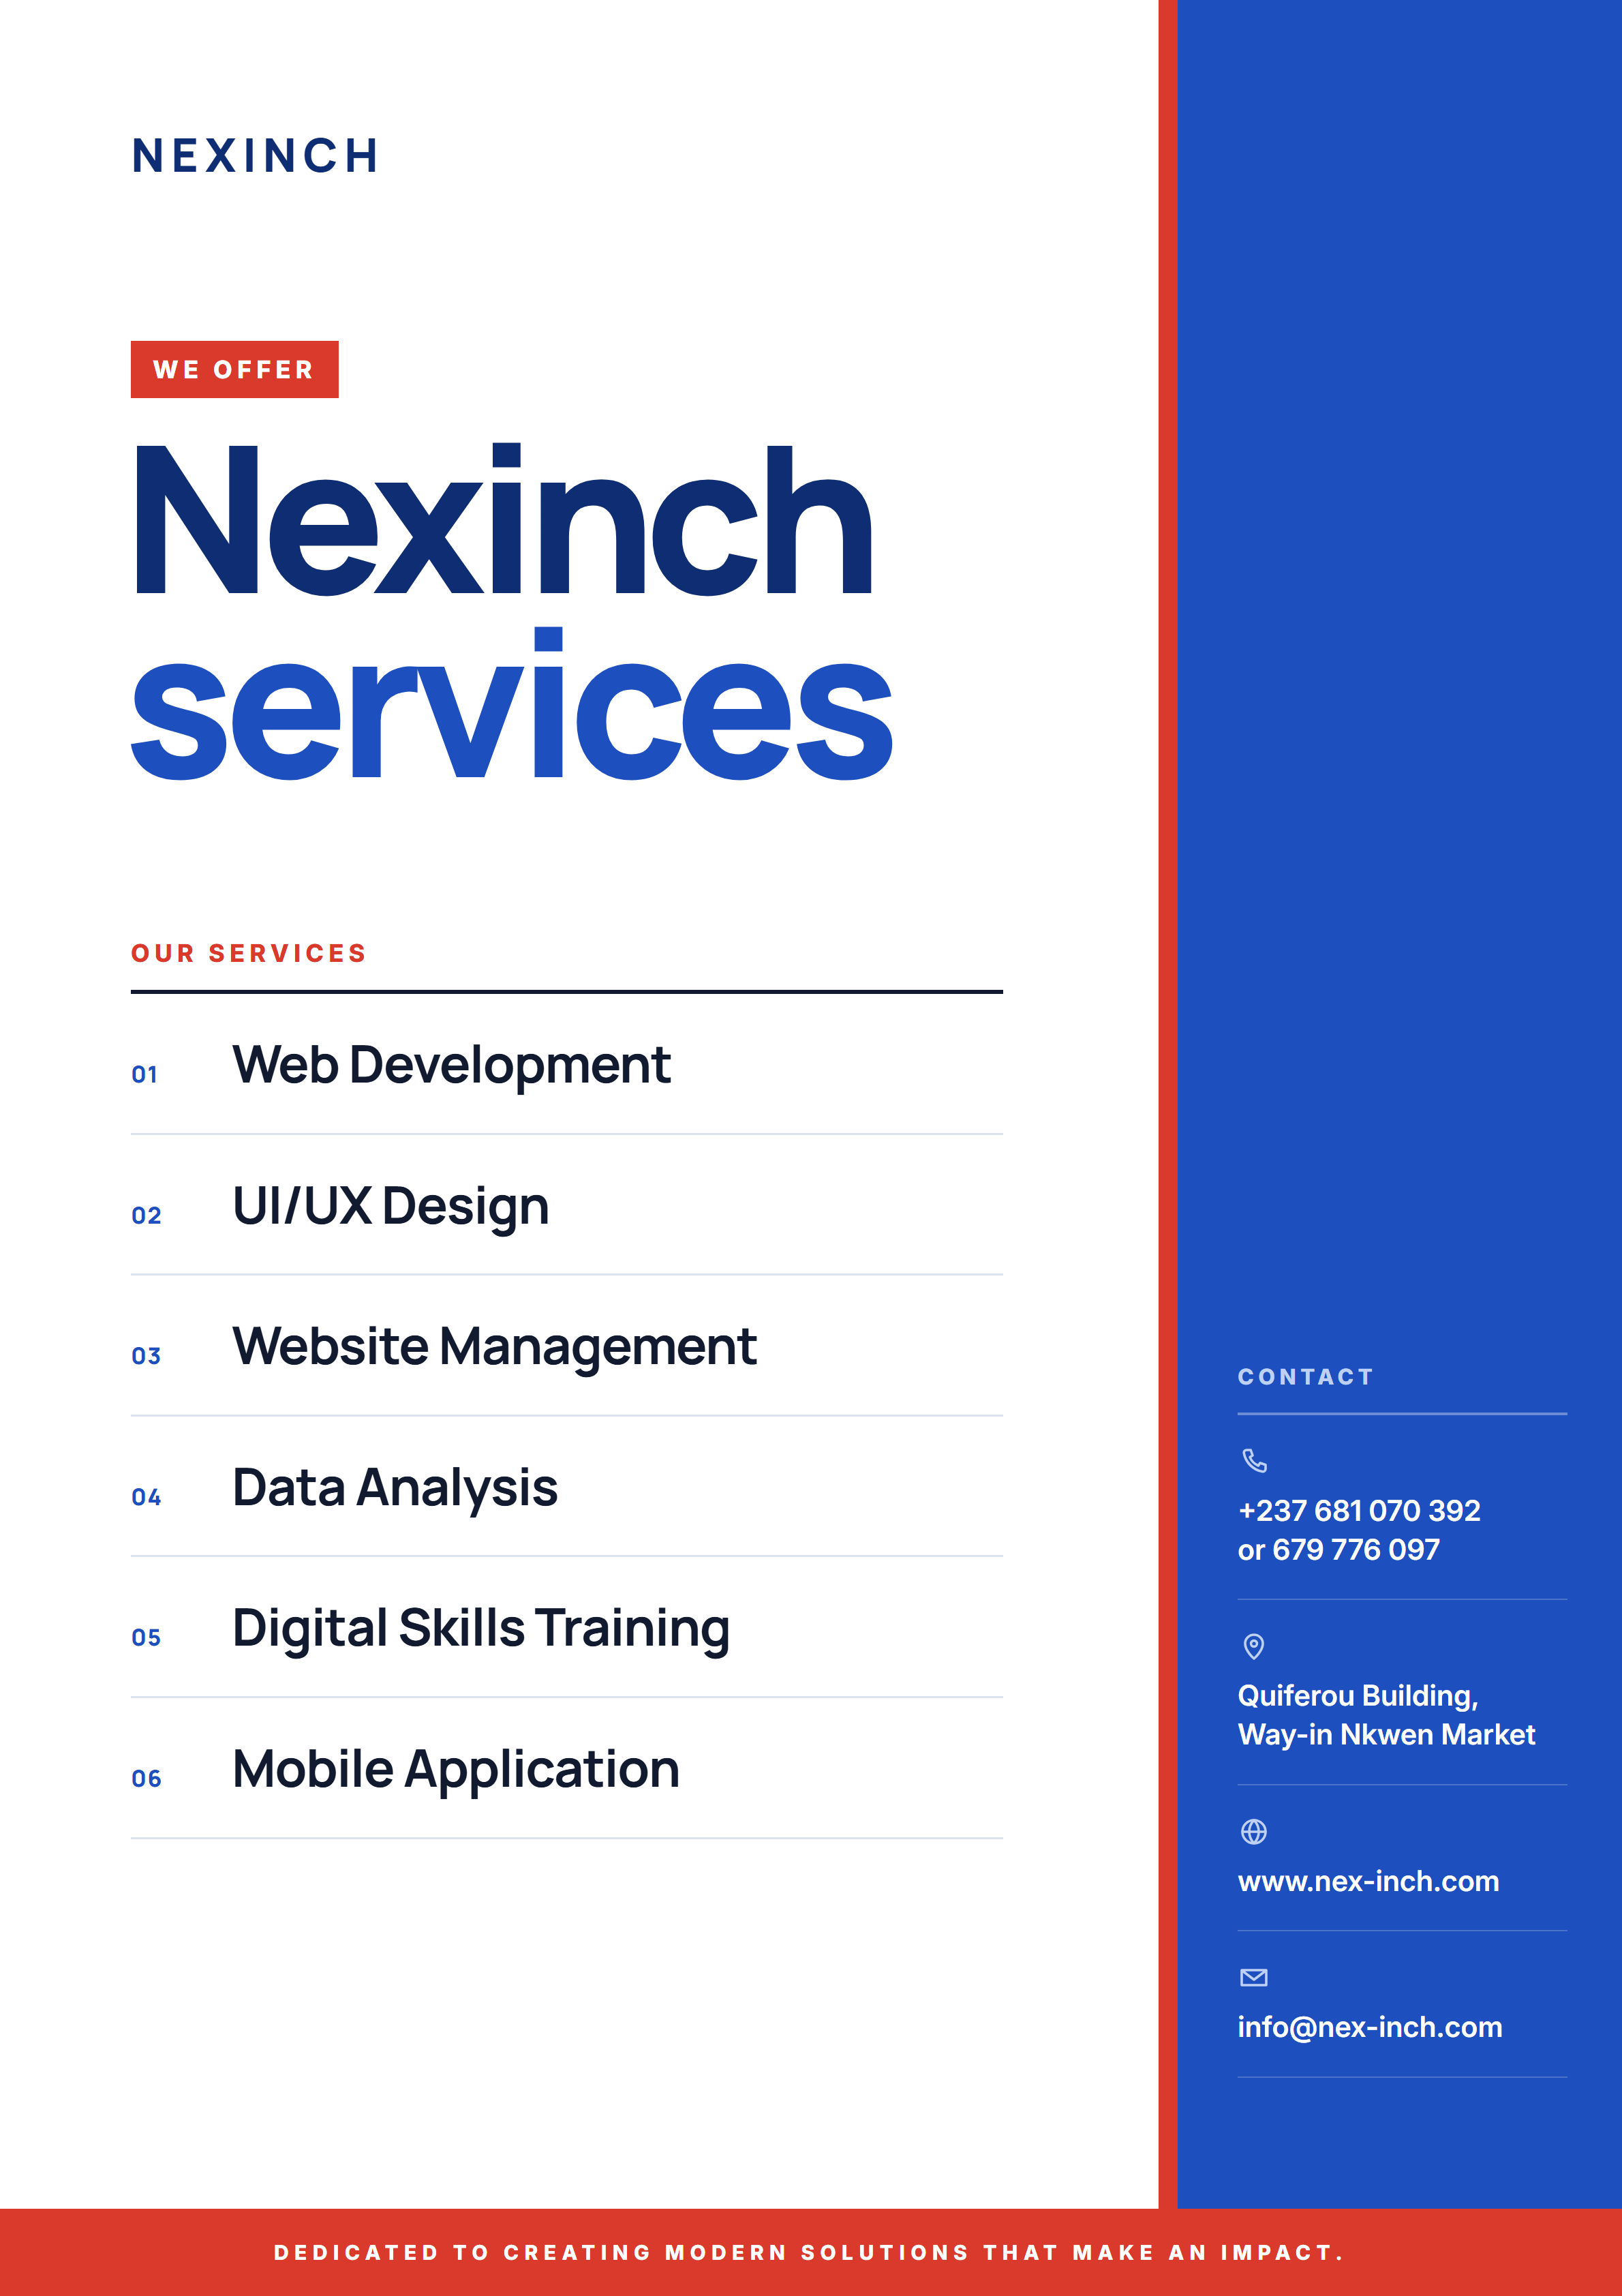 NEXINCH
WE OFFER
Nexinch
services
OUR SERVICES
01 Web Development
02 UI/UX Design
03 Website Management
04 Data Analysis
05 Digital Skills Training
06 Mobile Application
CONTACT
+237 681 070 392
or 679 776 097
Quiferou Building,
Way-in Nkwen Market
www.nex-inch.com
info@nex-inch.com
DEDICATED TO CREATING MODERN SOLUTIONS THAT MAKE AN IMPACT.